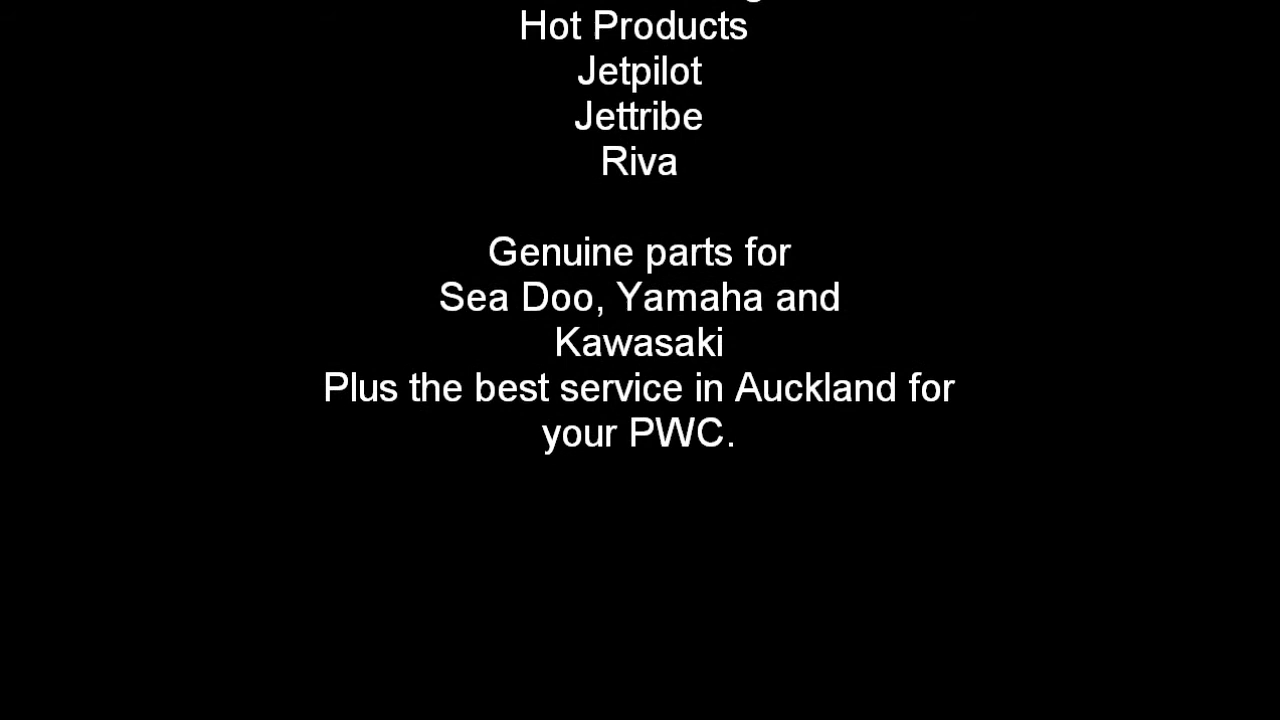 Hot Products
Jetpilot
Jettribe
Riva
Genuine parts for
Sea Doo, Yamaha and
Kawasaki
Plus the best service in Auckland for
your PWC.